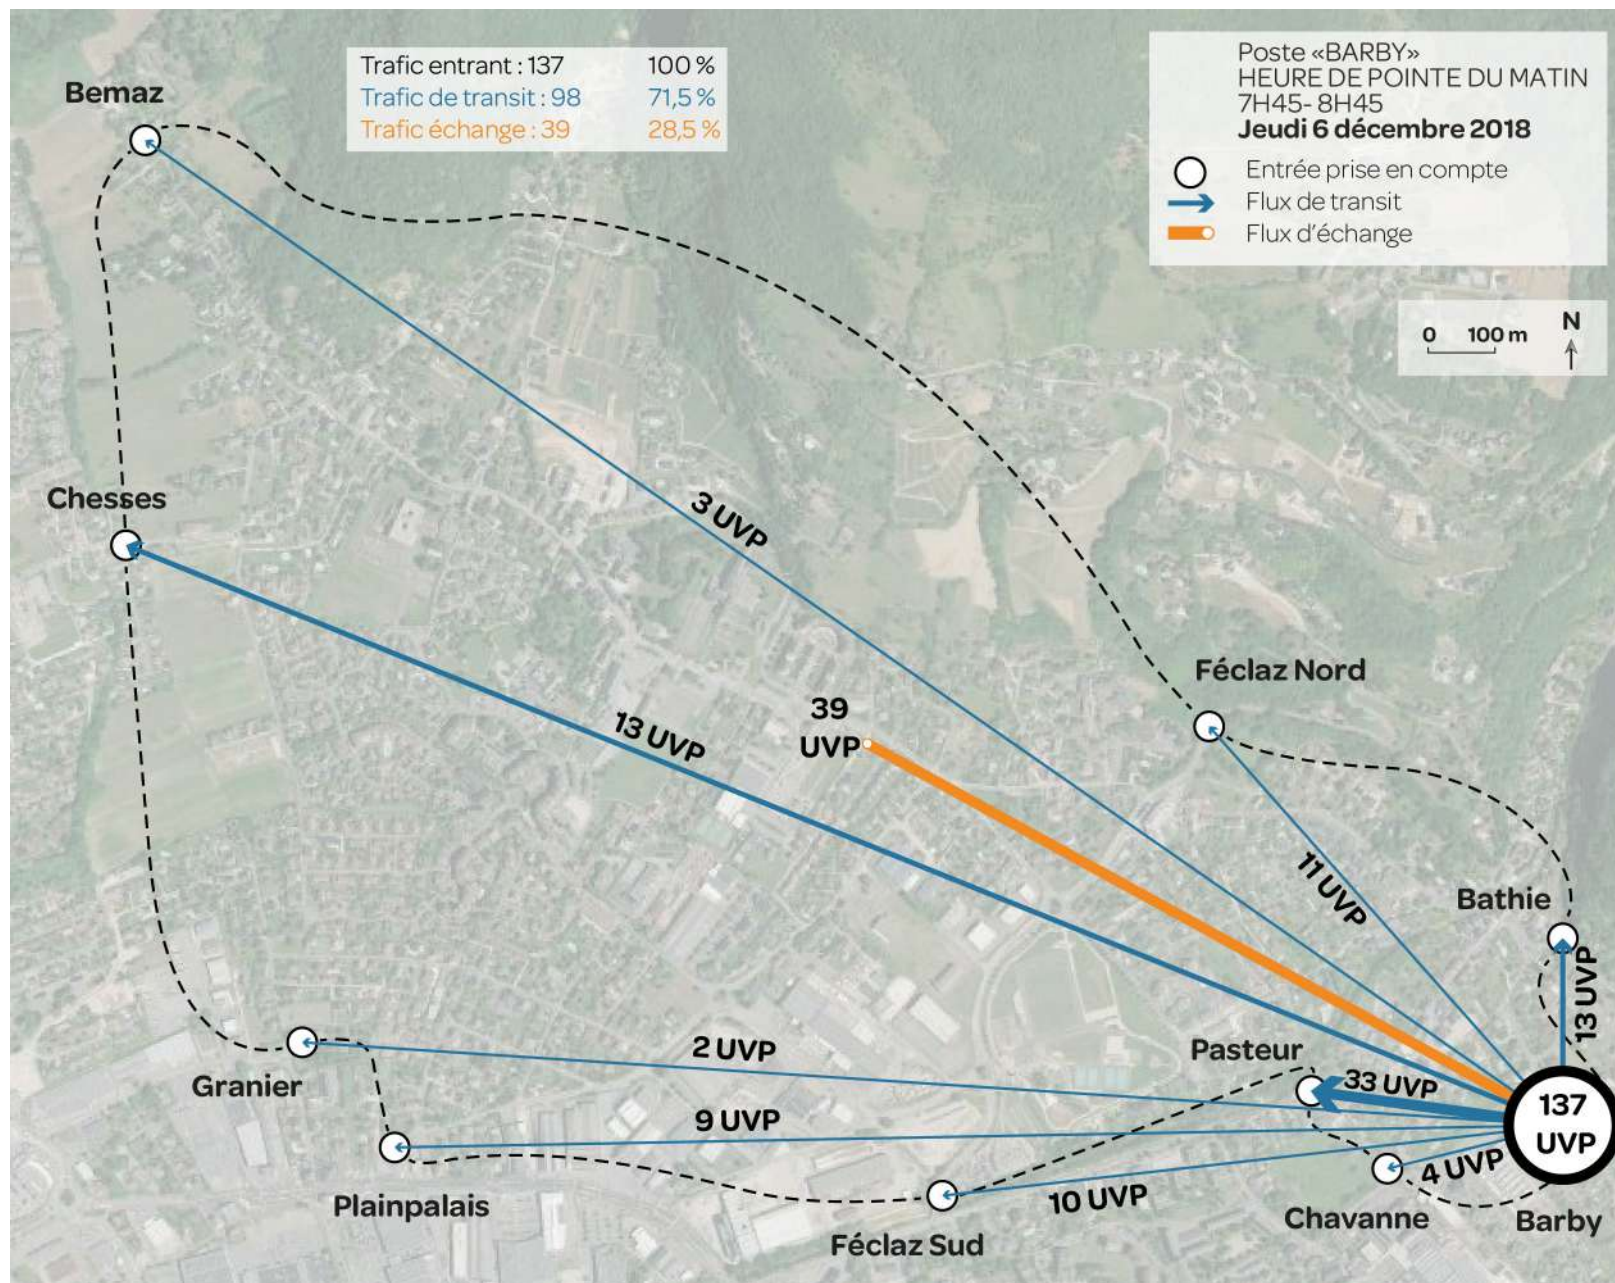 Bemaz
Trafic entrant : 137 100 %
Trafic de transit : 98 71,5 %
Trafic échange : 39 28,5 %
Poste «BARBY»
HEURE DE POINTE DU MATIN
7H45- 8H45
Jeudi 6 décembre 2018
Entrée prise en compte
Flux de transit
Flux d'échange
0 100 m
N
Chesses
3 UVP
Féclaz Nord
13 UVP
39
UVP
11 UVP
Bathie
13 UVP
Granier
2 UVP
Pasteur
33 UVP
137
UVP
9 UVP
4 UVP
Plainpalais
10 UVP
Féclaz Sud
Chavanne
Barby